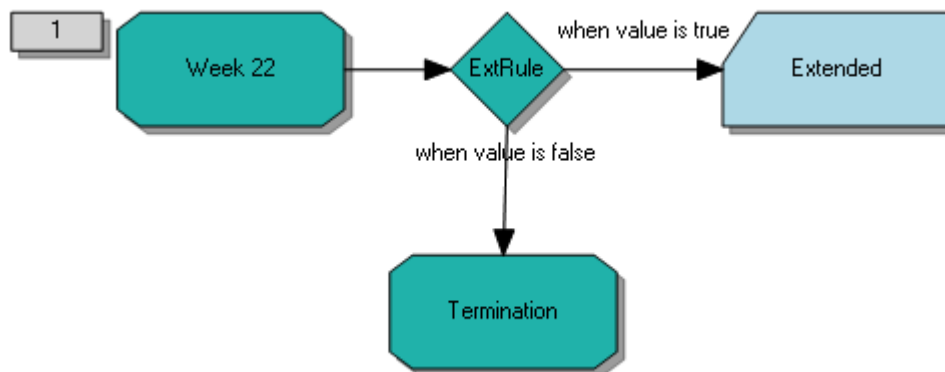 1
Week 22
ExtRule
when value is true
Extended
when value is false
Termination